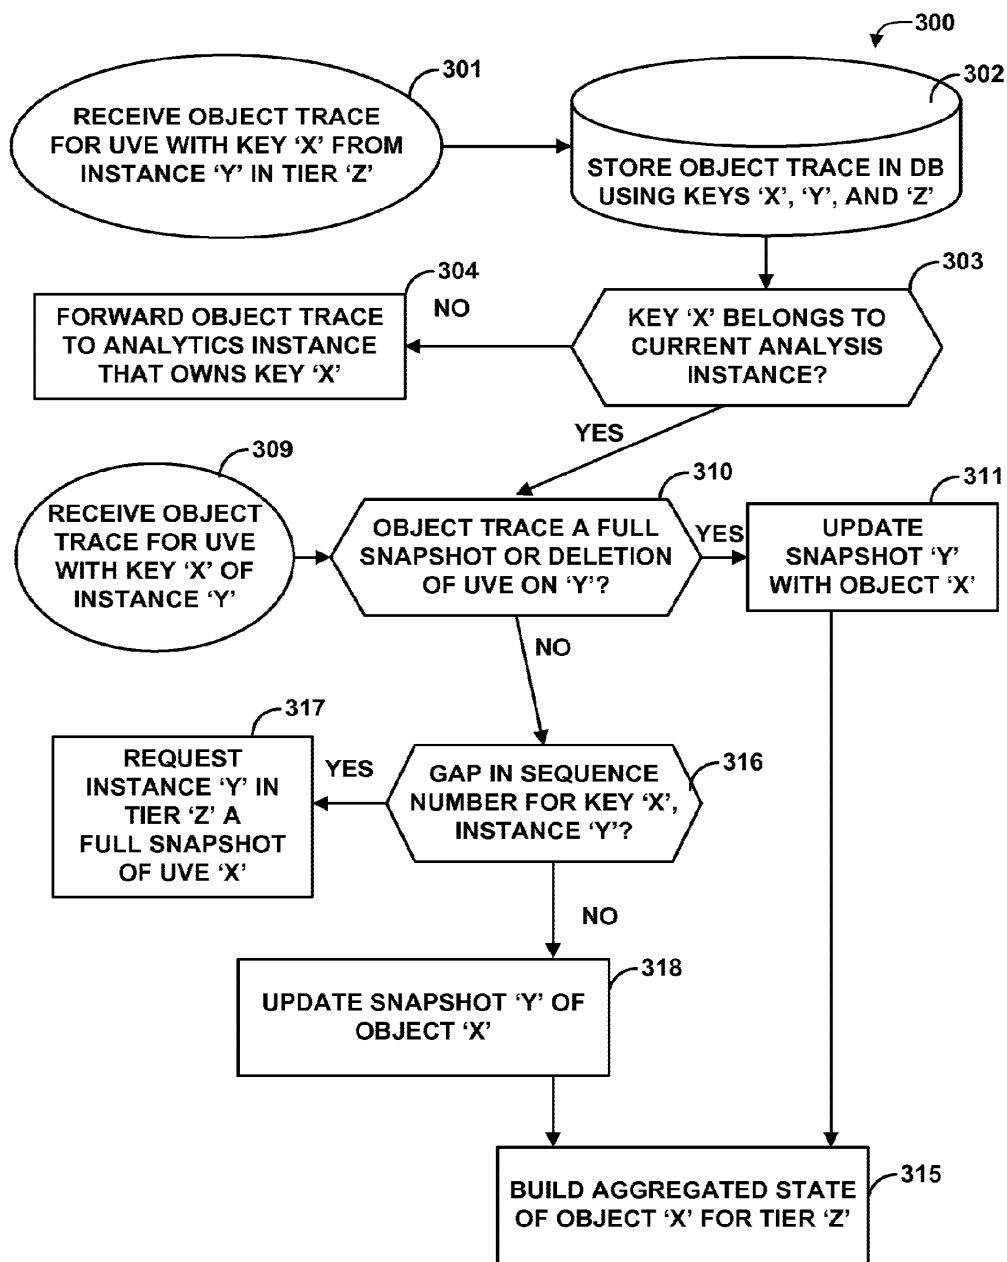 300
301
RECEIVE OBJECT TRACE
FOR UVE WITH KEY ‘X’ FROM
INSTANCE ‘Y’ IN TIER ‘Z’
302
STORE OBJECT TRACE IN DB
USING KEYS ‘X’, ‘Y’, AND ‘Z’
304
FORWARD OBJECT TRACE
TO ANALYTICS INSTANCE
THAT OWNS KEY ‘X’
NO
303
KEY ‘X’ BELONGS TO
CURRENT ANALYSIS
INSTANCE?
YES
309
RECEIVE OBJECT
TRACE FOR UVE
WITH KEY ‘X’ OF
INSTANCE ‘Y’
310
OBJECT TRACE A FULL
SNAPSHOT OR DELETION
OF UVE ON ‘Y’?
YES
311
UPDATE
SNAPSHOT ‘Y’
WITH OBJECT ‘X’
NO
317
REQUEST
INSTANCE ‘Y’ IN
TIER ‘Z’ A
FULL SNAPSHOT
OF UVE ‘X’
YES
316
GAP IN SEQUENCE
NUMBER FOR KEY ‘X’,
INSTANCE ‘Y’?
NO
318
UPDATE SNAPSHOT ‘Y’ OF
OBJECT ‘X’
315
BUILD AGGREGATED STATE
OF OBJECT ‘X’ FOR TIER ‘Z’